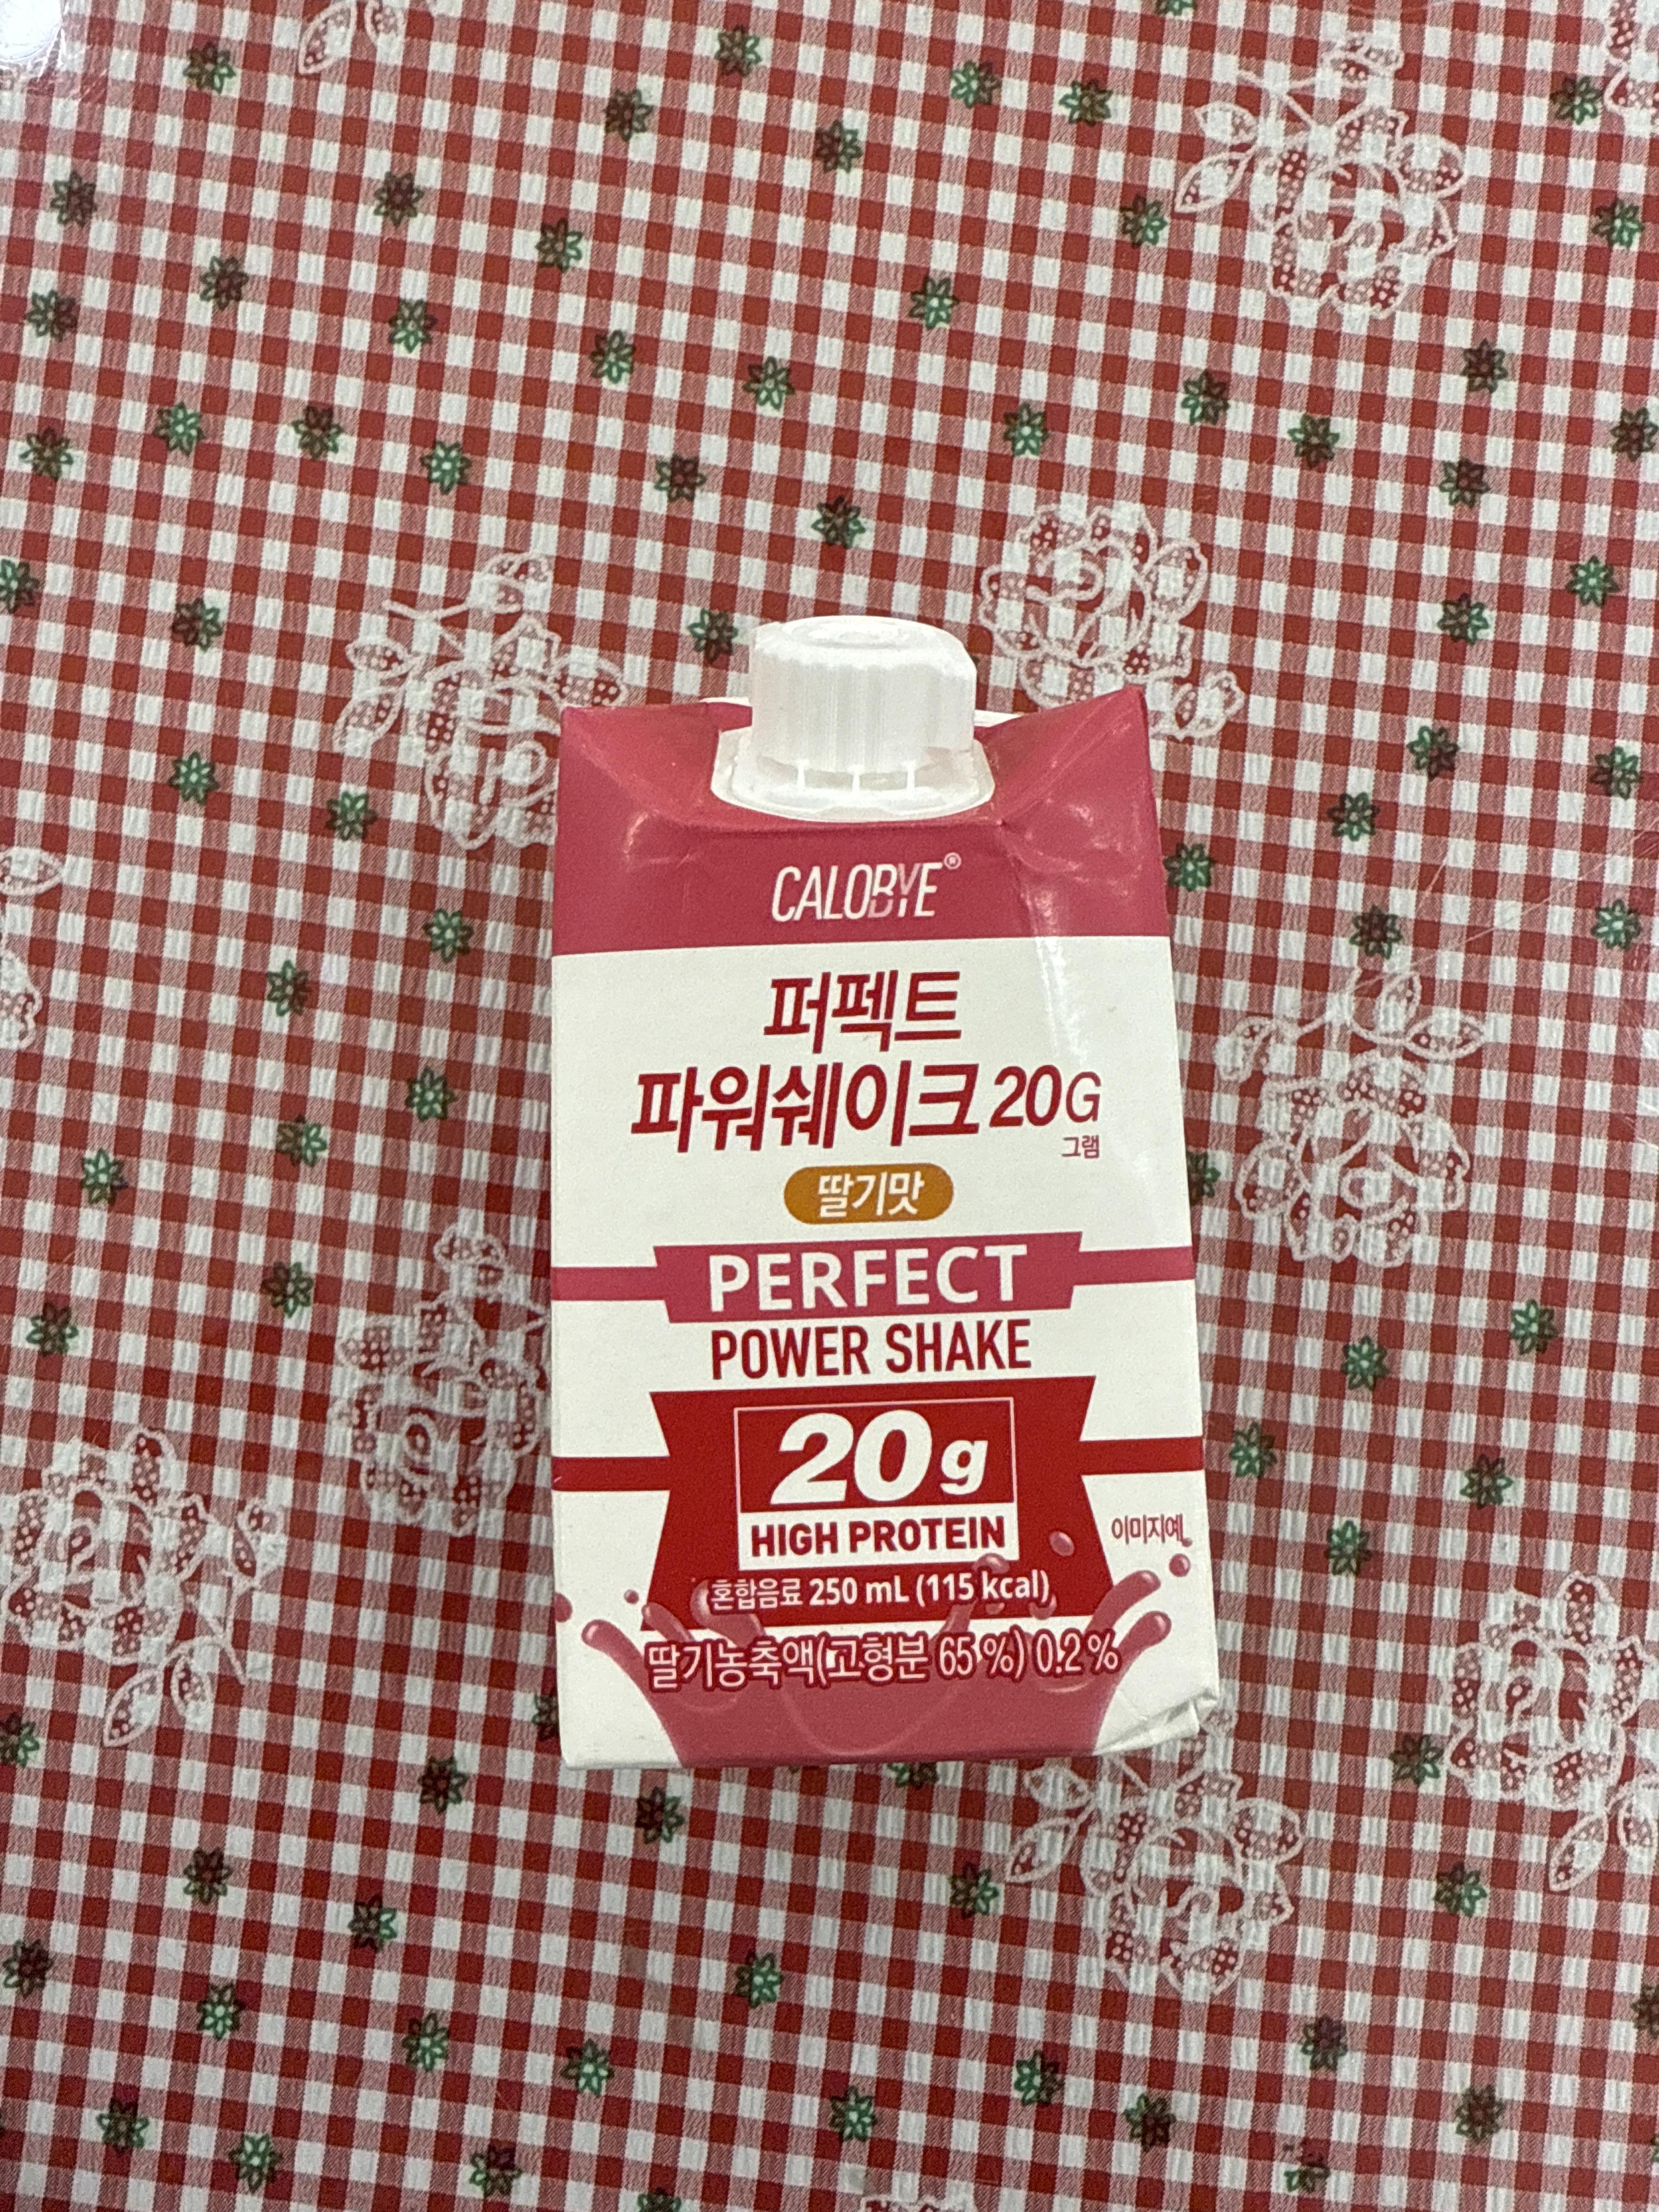 CALOBYE®
퍼펙트
파워쉐이크 20G
그램
딸기맛
PERFECT
POWER SHAKE
20g
HIGH PROTEIN
이미지예
혼합음료 250 mL (115 kcal)
딸기농축액(고형분 65 %) 0.2 %